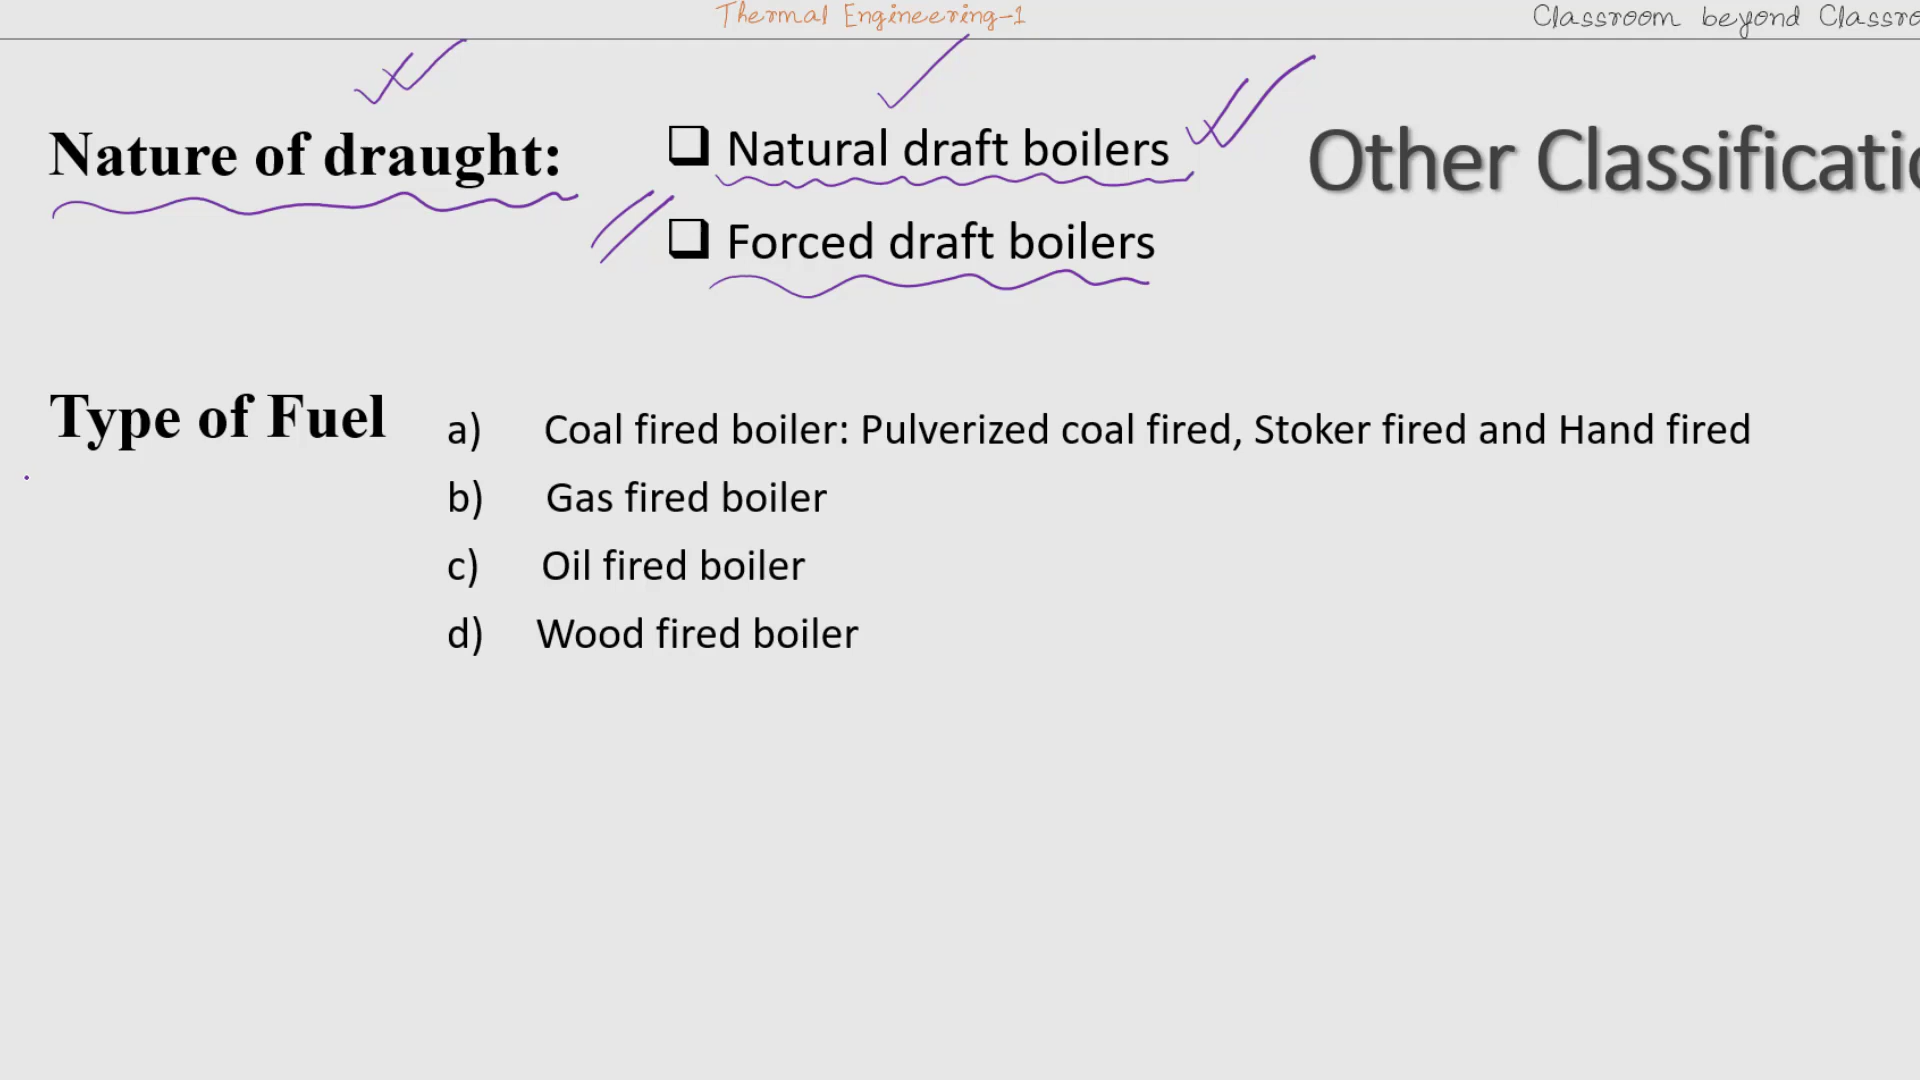 Thermal Engineering-1
Classroom beyond
Nature of draught:
❑ Natural draft boilers
❑ Forced draft boilers
Other
Type of Fuel
a) Coal fired boiler: Pulverized coal fired, Stoker fired and Hand fired
b) Gas fired boiler
c) Oil fired boiler
d) Wood fired boiler